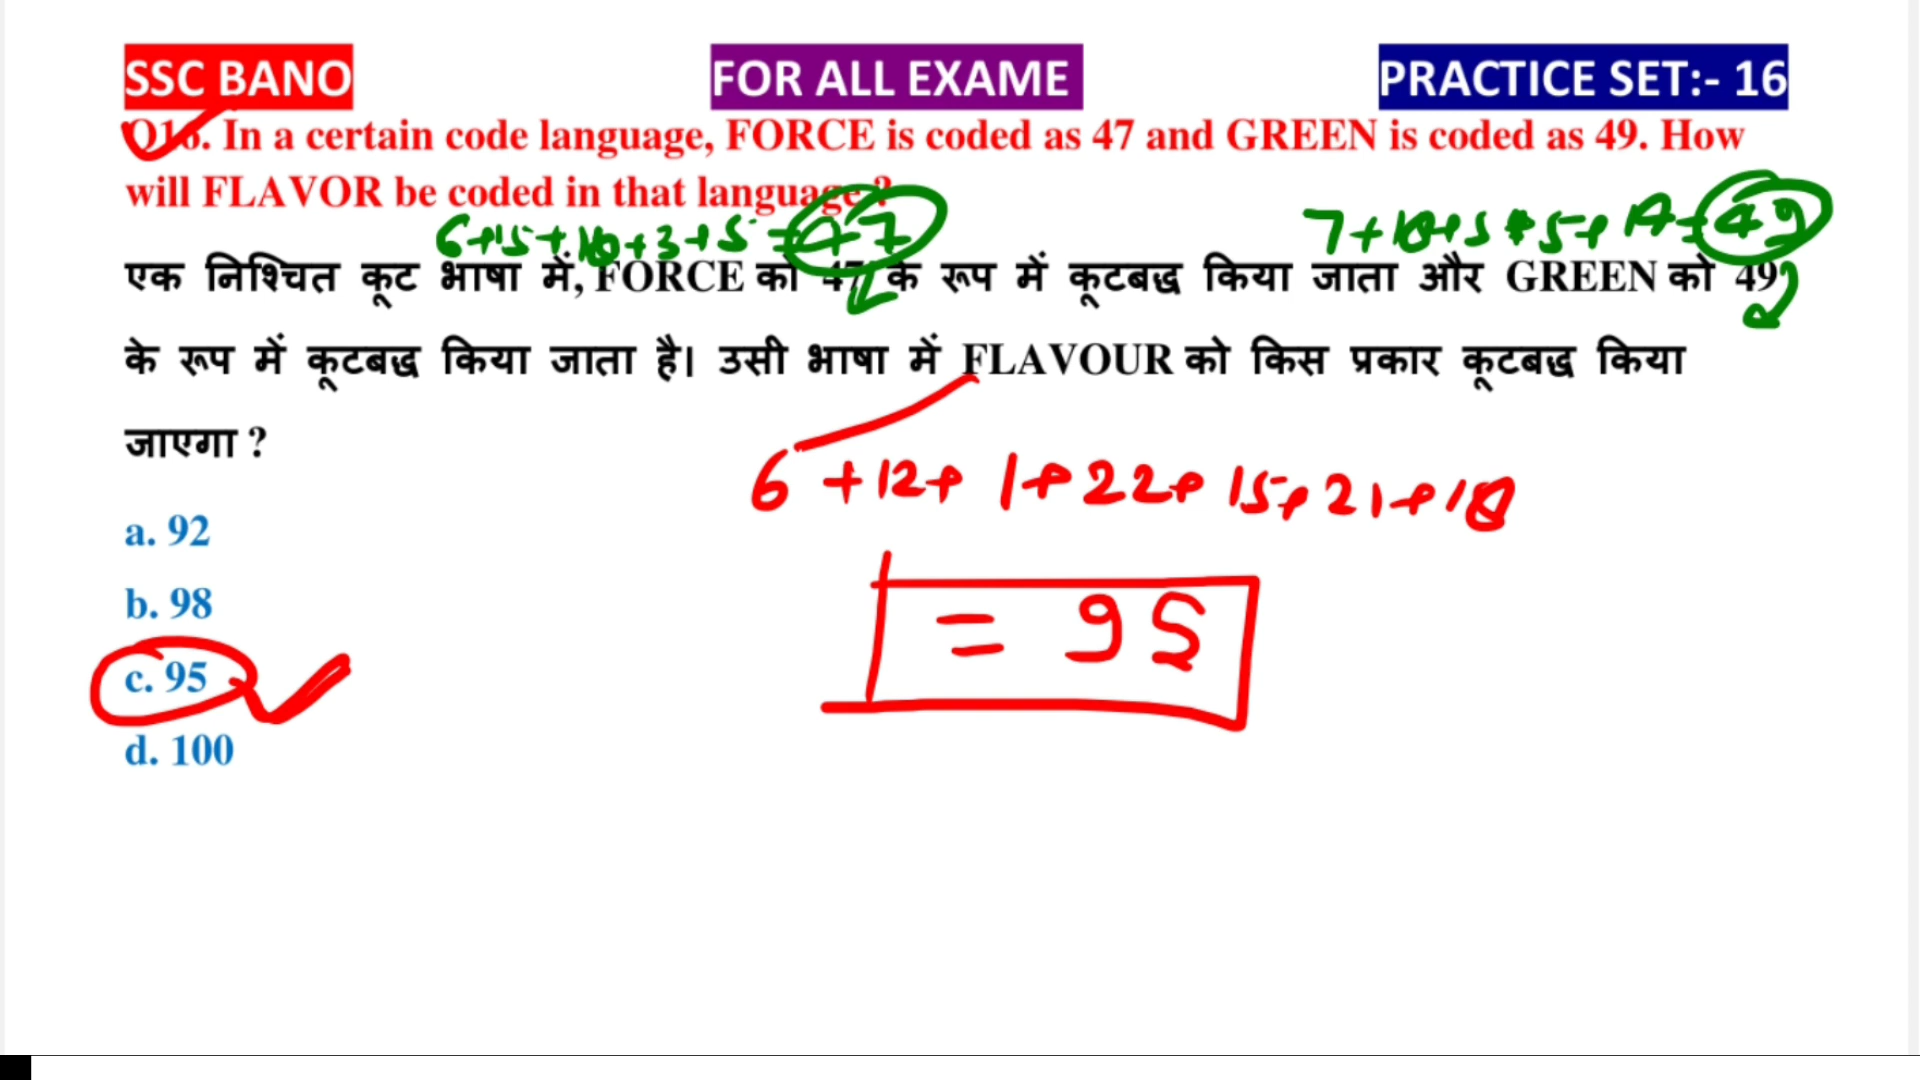 SSC BANO FOR ALL EXAME PRACTICE SET:- 16
Q16. In a certain code language, FORCE is coded as 47 and GREEN is coded as 49. How
will FLAVOR be coded in that language ?
6+15+18+3+5 =47 7+18+5+5+14=49
एक निश्चित कूट भाषा में, FORCE को 47 के रूप में कूटबद्ध किया जाता और GREEN को 49
के रूप में कूटबद्ध किया जाता है। उसी भाषा में FLAVOUR को किस प्रकार कूटबद्ध किया
जाएगा ?
6 +12+ 1+22+ 15+21+18
a. 92
b. 98
= 95
c. 95
d. 100